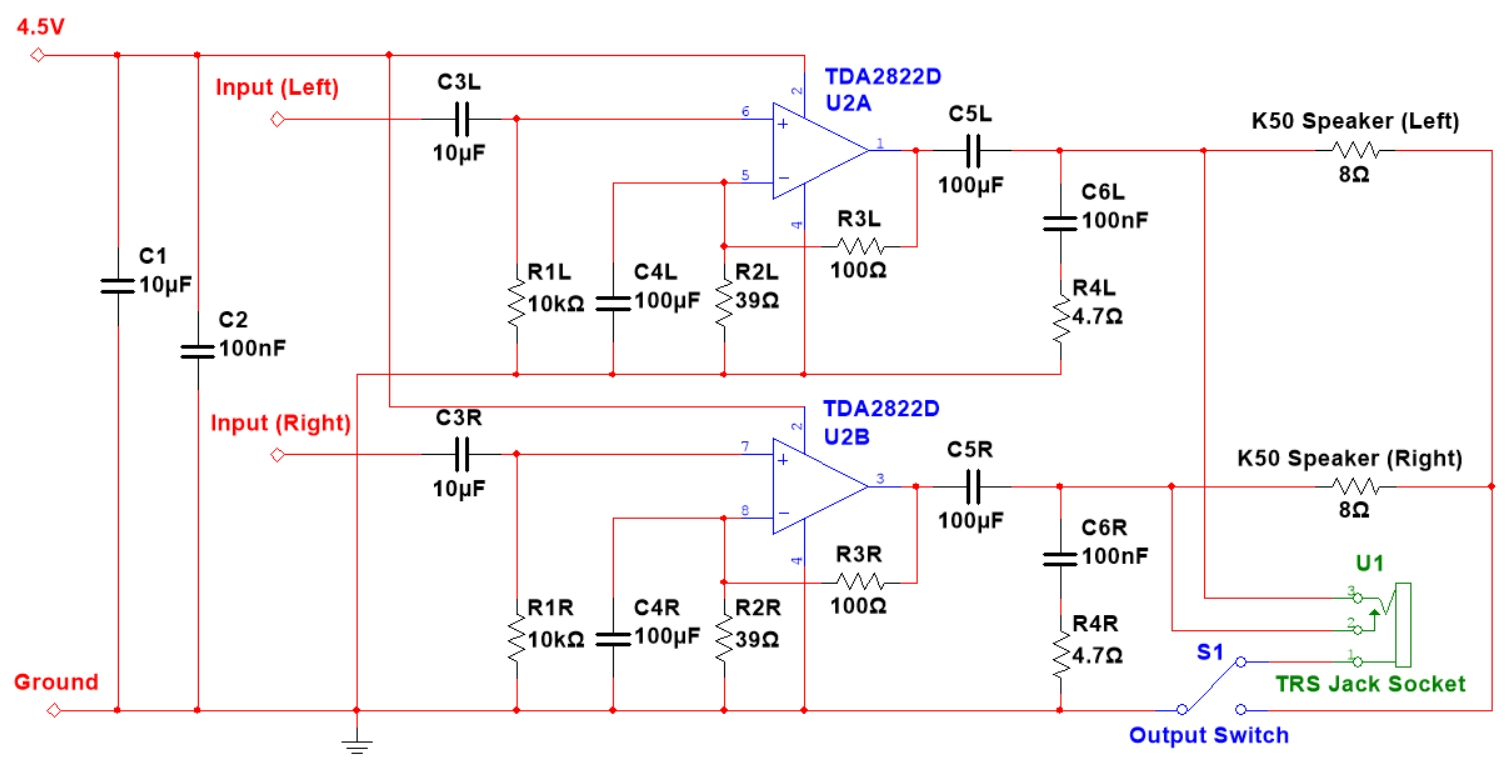 4.5V
Input (Left)
C3L
10µF
TDA2822D
U2A
2
6
5
1
4
C5L
100µF
K50 Speaker (Left)
8Ω
C6L
100nF
R3L
100Ω
C1
10µF
C2
100nF
R1L
10kΩ
C4L
100µF
R2L
39Ω
R4L
4.7Ω
Input (Right)
C3R
10µF
TDA2822D
U2B
2
7
8
3
4
C5R
100µF
K50 Speaker (Right)
8Ω
C6R
100nF
R3R
100Ω
U1
3
2
1
R1R
10kΩ
C4R
100µF
R2R
39Ω
R4R
4.7Ω
S1
TRS Jack Socket
Ground
Output Switch